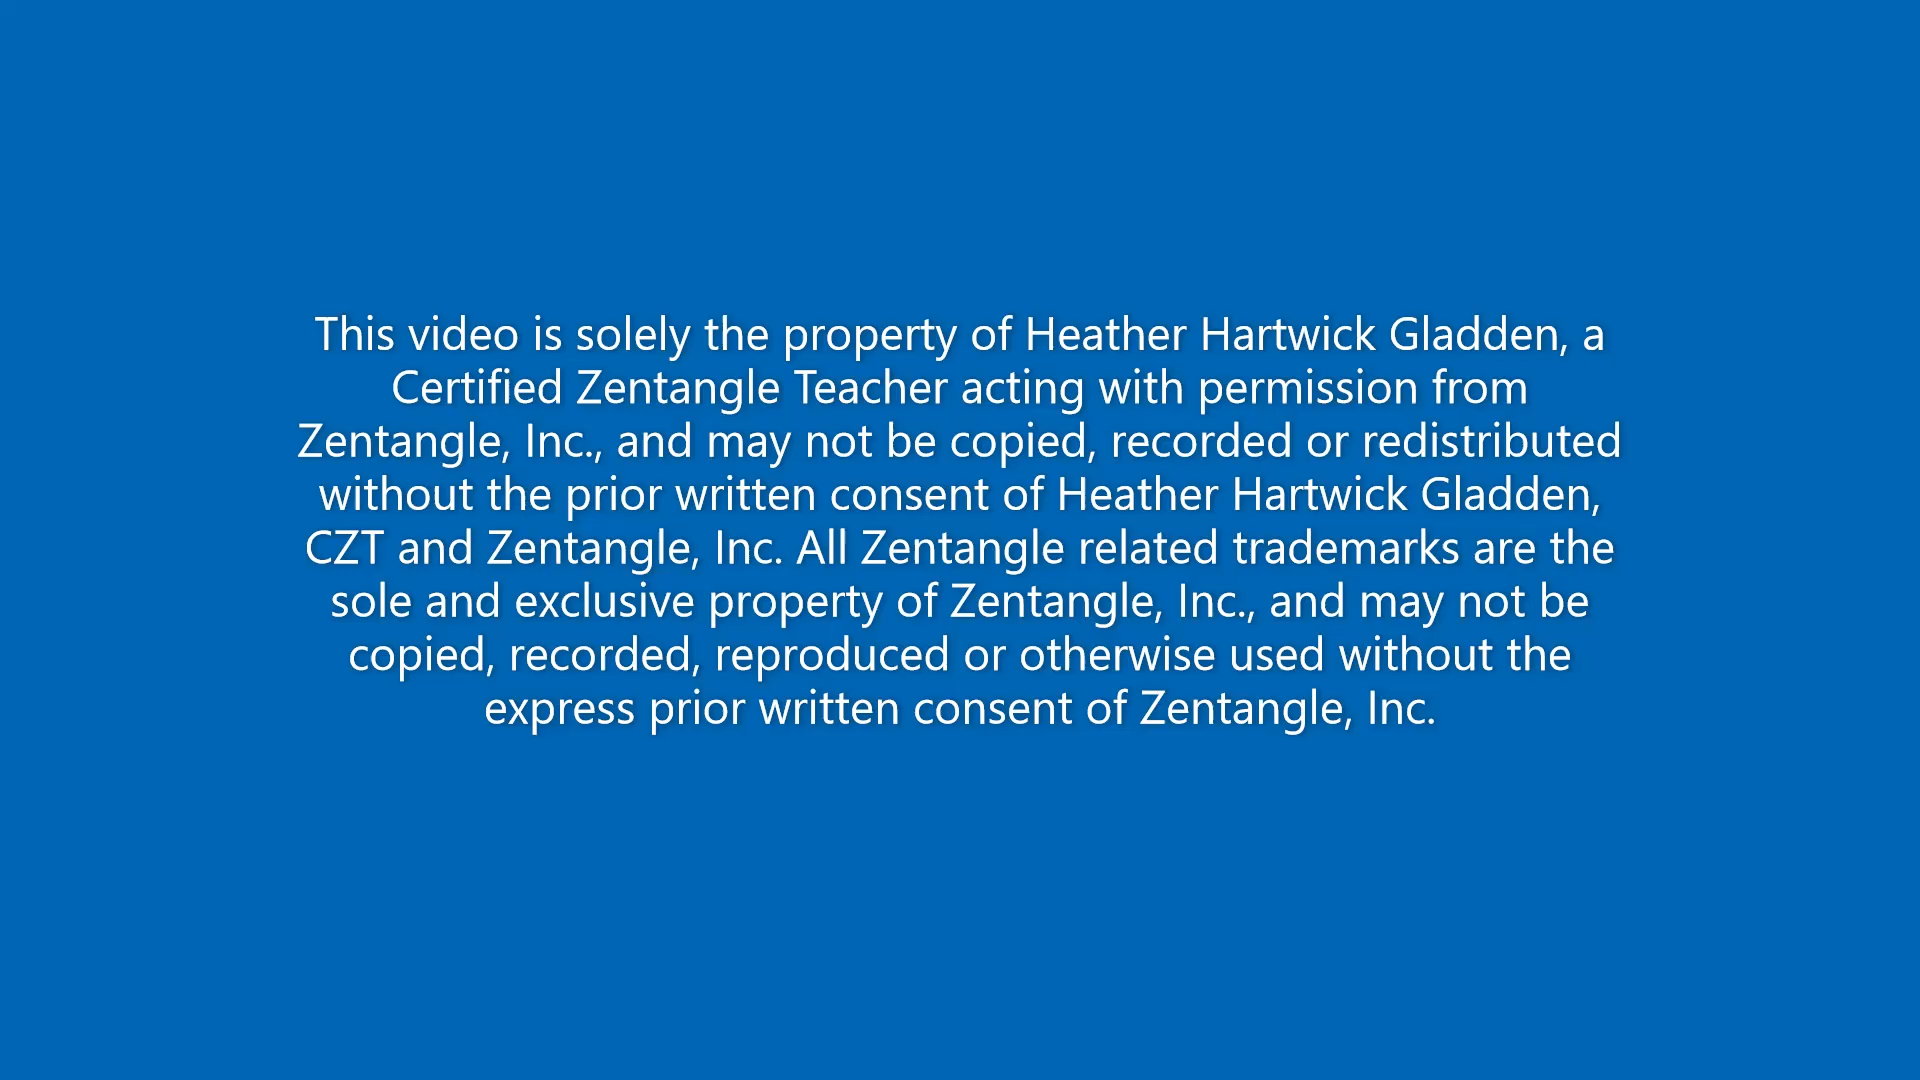 This video is solely the property of Heather Hartwick Gladden, a
Certified Zentangle Teacher acting with permission from
Zentangle, Inc., and may not be copied, recorded or redistributed
without the prior written consent of Heather Hartwick Gladden,
CZT and Zentangle, Inc. All Zentangle related trademarks are the
sole and exclusive property of Zentangle, Inc., and may not be
copied, recorded, reproduced or otherwise used without the
express prior written consent of Zentangle, Inc.